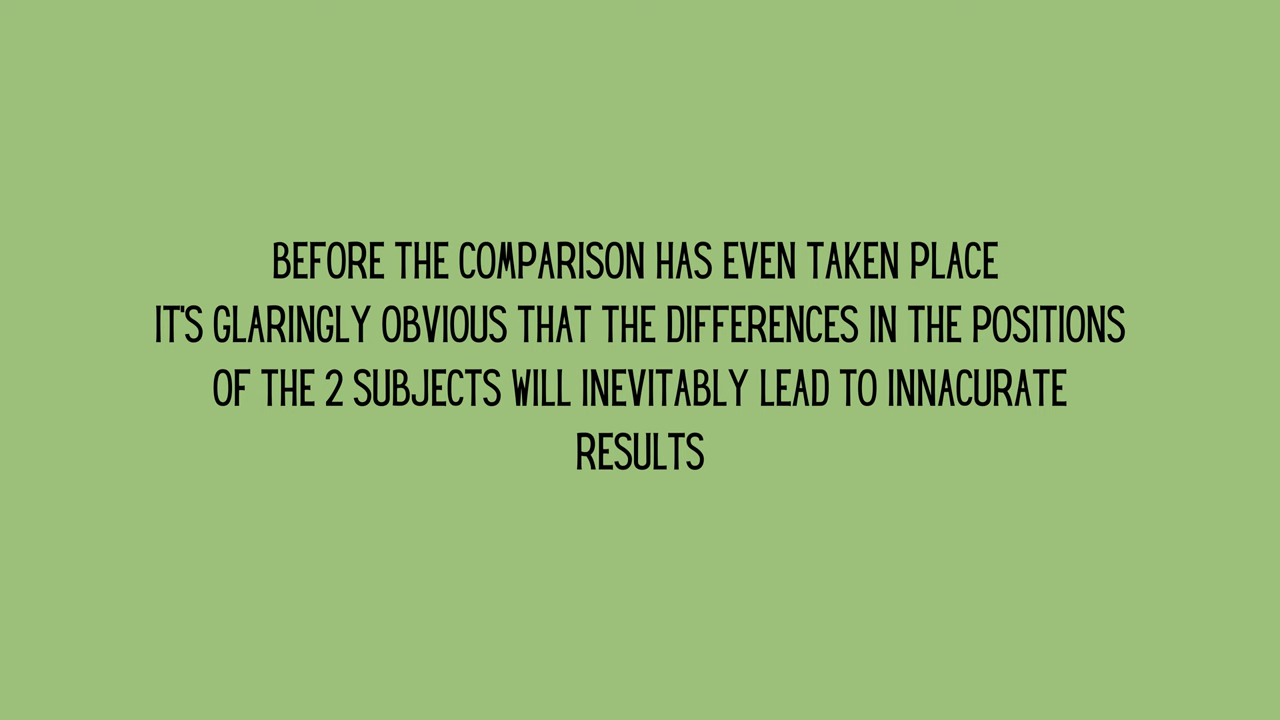 BEFORE THE COMPARISON HAS EVEN TAKEN PLACE
IT'S GLARINGLY OBVIOUS THAT THE DIFFERENCES IN THE POSITIONS
OF THE 2 SUBJECTS WILL INEVITABLY LEAD TO INNACURATE
RESULTS